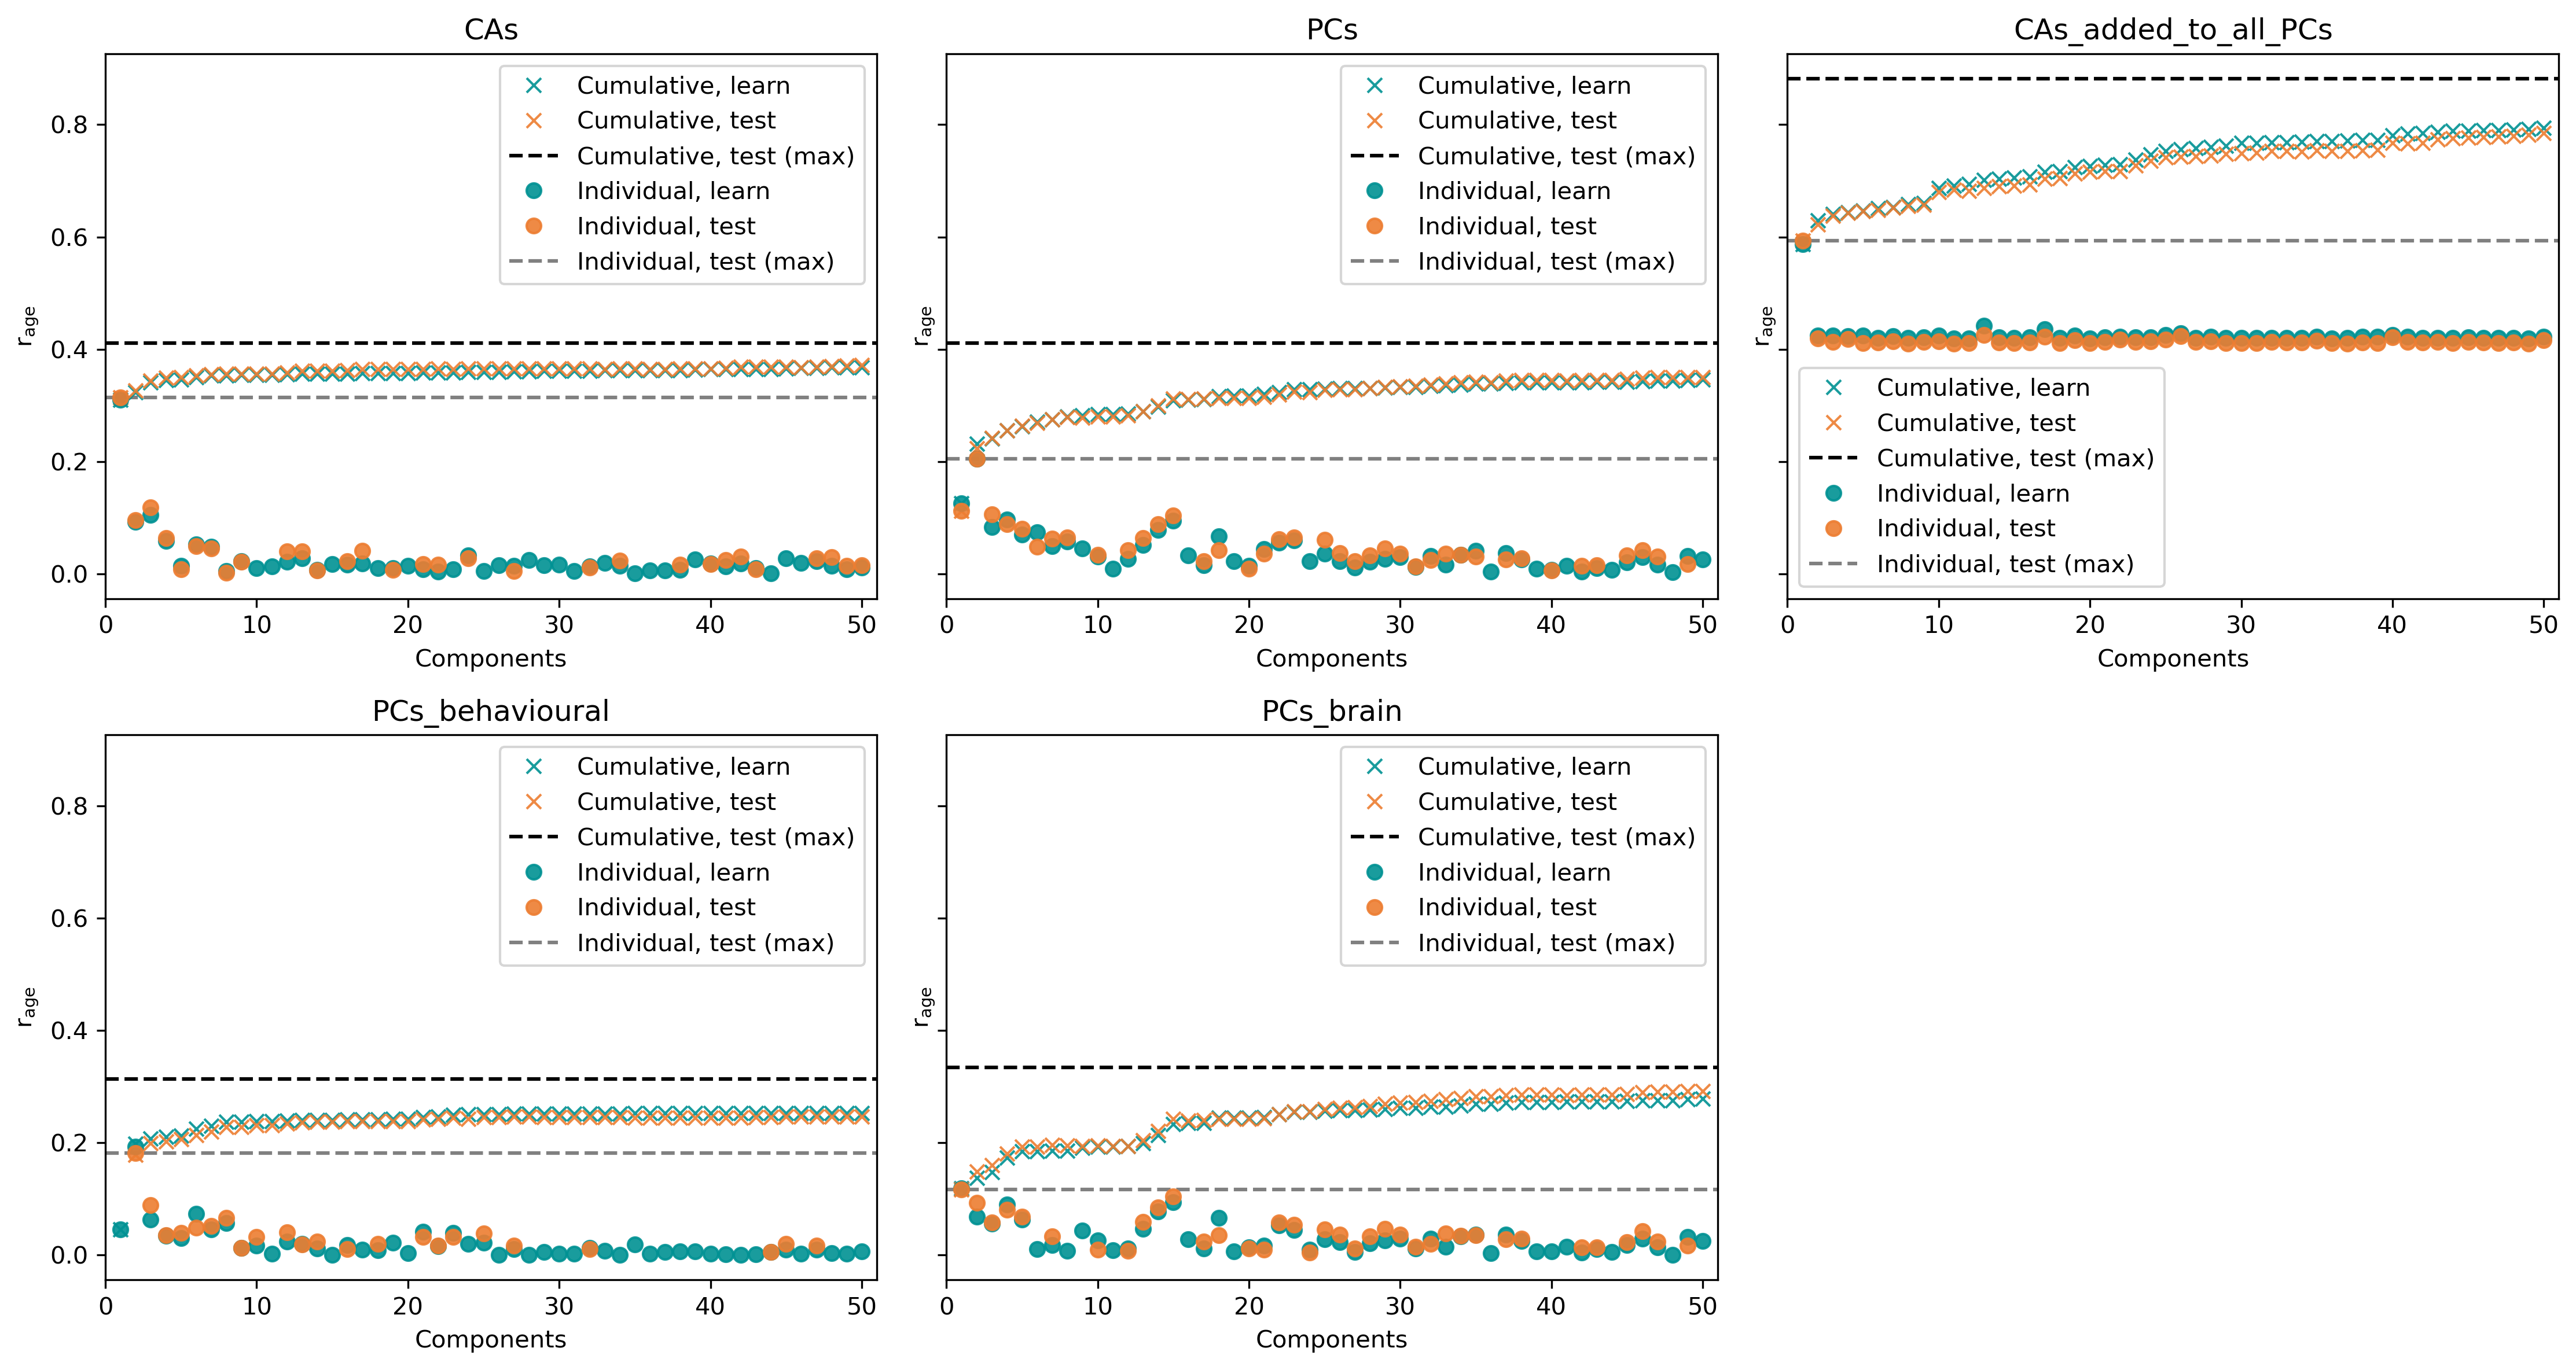 CAs
0.8
0.6
0.4
0.2
0.0
r_age
Cumulative, learn
Cumulative, test
Cumulative, test (max)
Individual, learn
Individual, test
Individual, test (max)
0 10 20 30 40 50
Components
PCs
r_age
Cumulative, learn
Cumulative, test
Cumulative, test (max)
Individual, learn
Individual, test
Individual, test (max)
0 10 20 30 40 50
Components
CAs_added_to_all_PCs
r_age
Cumulative, learn
Cumulative, test
Cumulative, test (max)
Individual, learn
Individual, test
Individual, test (max)
0 10 20 30 40 50
Components
PCs_behavioural
0.8
0.6
0.4
0.2
0.0
r_age
Cumulative, learn
Cumulative, test
Cumulative, test (max)
Individual, learn
Individual, test
Individual, test (max)
0 10 20 30 40 50
Components
PCs_brain
r_age
Cumulative, learn
Cumulative, test
Cumulative, test (max)
Individual, learn
Individual, test
Individual, test (max)
0 10 20 30 40 50
Components